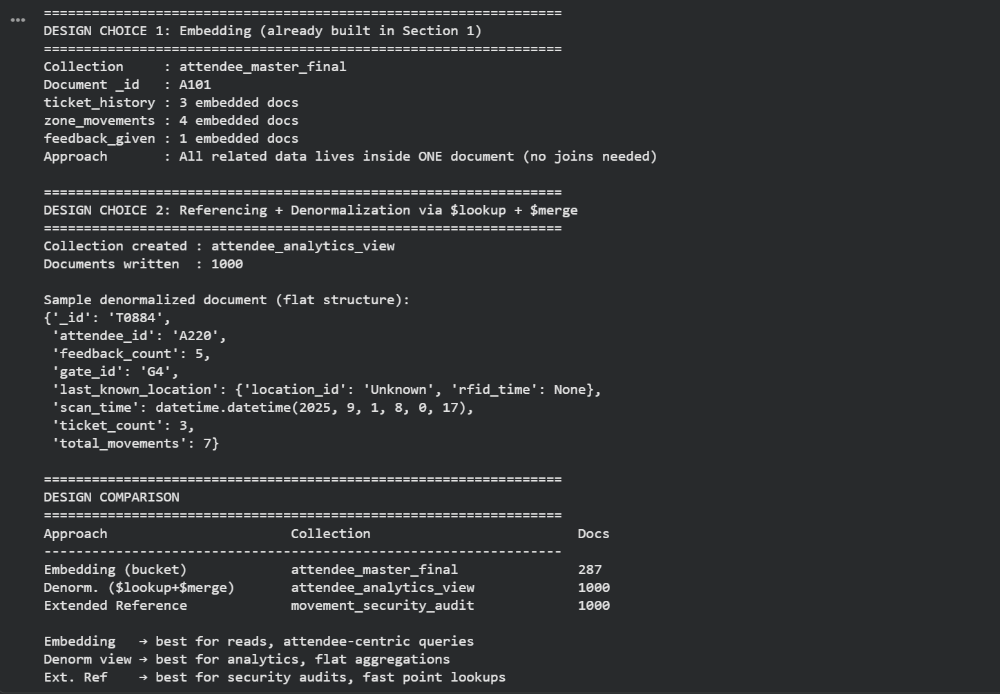 =================================================================
DESIGN CHOICE 1: Embedding (already built in Section 1)
=================================================================
Collection     : attendee_master_final
Document _id   : A101
ticket_history : 3 embedded docs
zone_movements : 4 embedded docs
feedback_given : 1 embedded docs
Approach       : All related data lives inside ONE document (no joins needed)

=================================================================
DESIGN CHOICE 2: Referencing + Denormalization via $lookup + $merge
=================================================================
Collection created : attendee_analytics_view
Documents written  : 1000

Sample denormalized document (flat structure):
{'_id': 'T0884',
 'attendee_id': 'A220',
 'feedback_count': 5,
 'gate_id': 'G4',
 'last_known_location': {'location_id': 'Unknown', 'rfid_time': None},
 'scan_time': datetime.datetime(2025, 9, 1, 8, 0, 17),
 'ticket_count': 3,
 'total_movements': 7}

=================================================================
DESIGN COMPARISON
=================================================================
Approach                       Collection                          Docs
-----------------------------------------------------------------
Embedding (bucket)             attendee_master_final               287
Denorm. ($lookup+$merge)       attendee_analytics_view             1000
Extended Reference             movement_security_audit             1000

Embedding   → best for reads, attendee-centric queries
Denorm view → best for analytics, flat aggregations
Ext. Ref    → best for security audits, fast point lookups